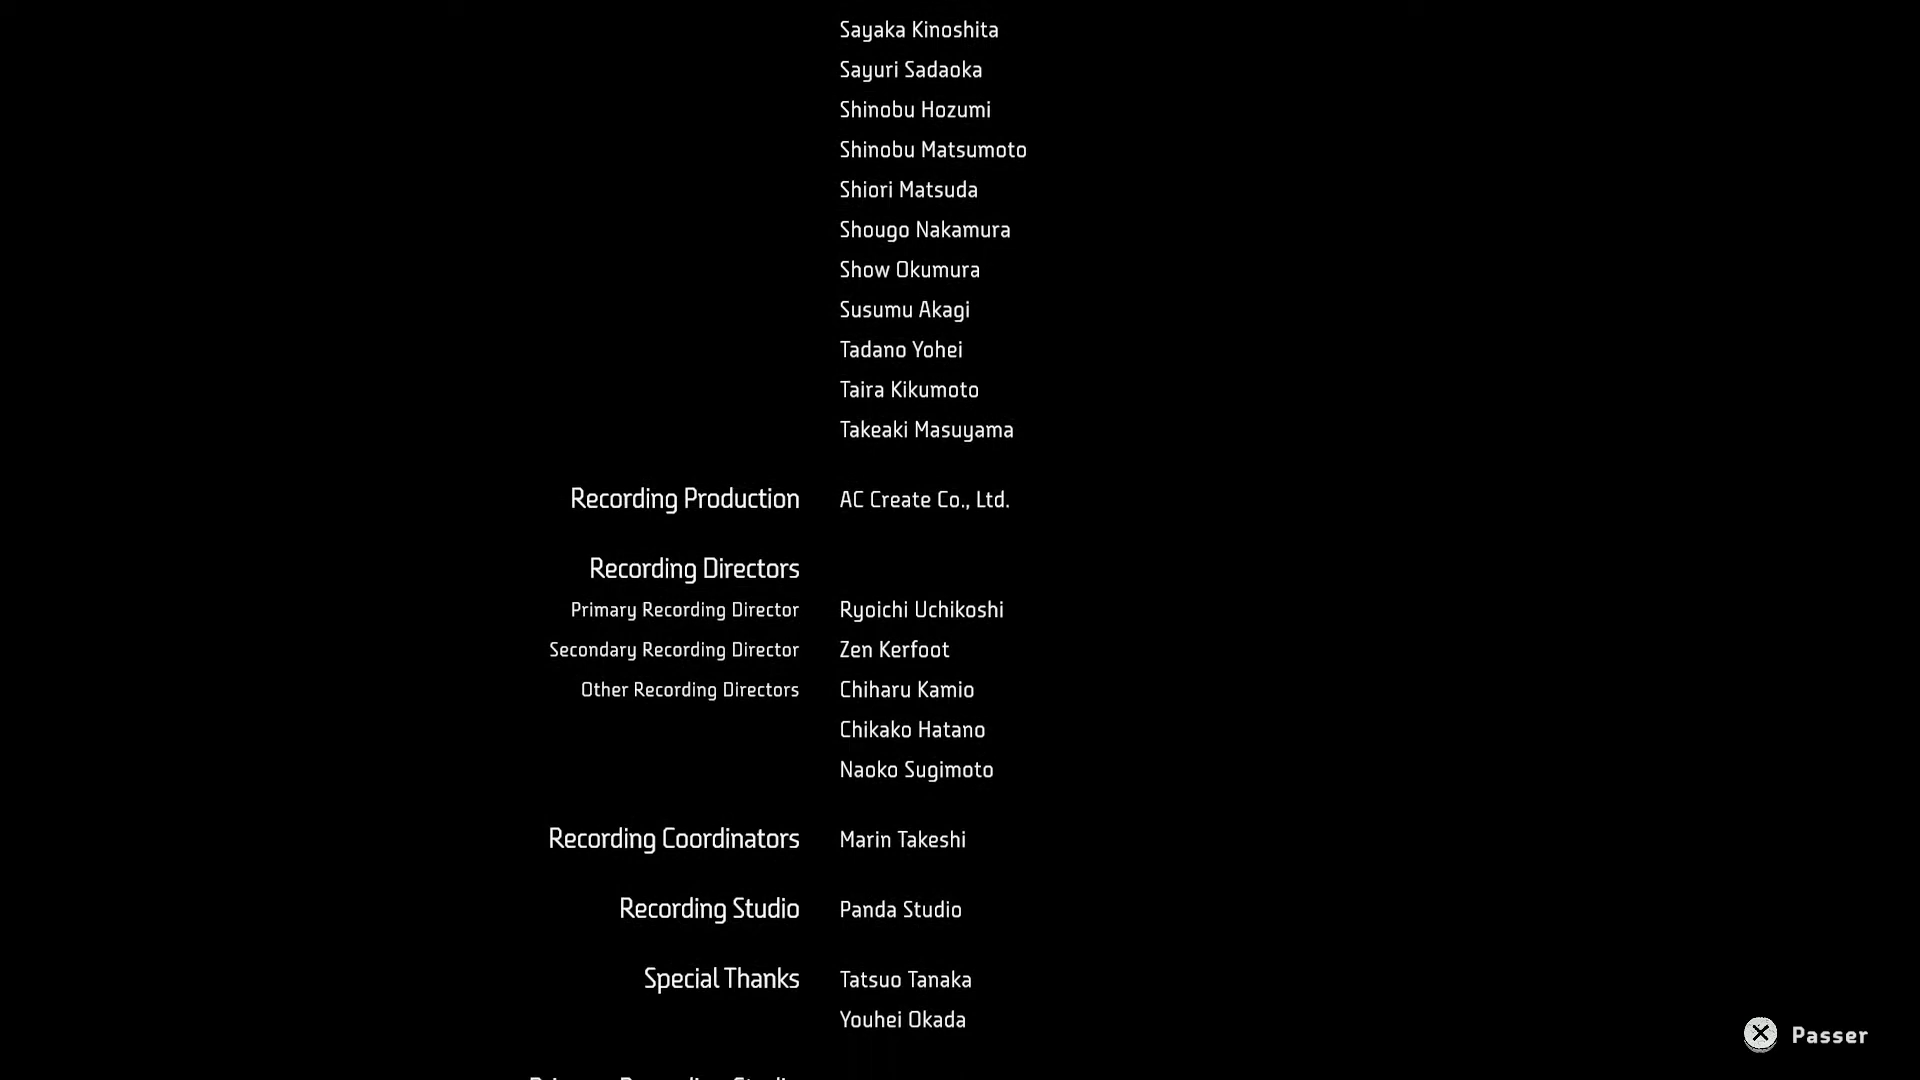 Sayaka Kinoshita
Sayuri Sadaoka
Shinobu Hozumi
Shinobu Matsumoto
Shiori Matsuda
Shougo Nakamura
Show Okumura
Susumu Akagi
Tadano Yohei
Taira Kikumoto
Takeaki Masuyama
Recording Production AC Create Co., Ltd.
Recording Directors
Primary Recording Director Ryoichi Uchikoshi
Secondary Recording Director Zen Kerfoot
Other Recording Directors Chiharu Kamio
Chikako Hatano
Naoko Sugimoto
Recording Coordinators Marin Takeshi
Recording Studio Panda Studio
Special Thanks Tatsuo Tanaka
Youhei Okada
Passer